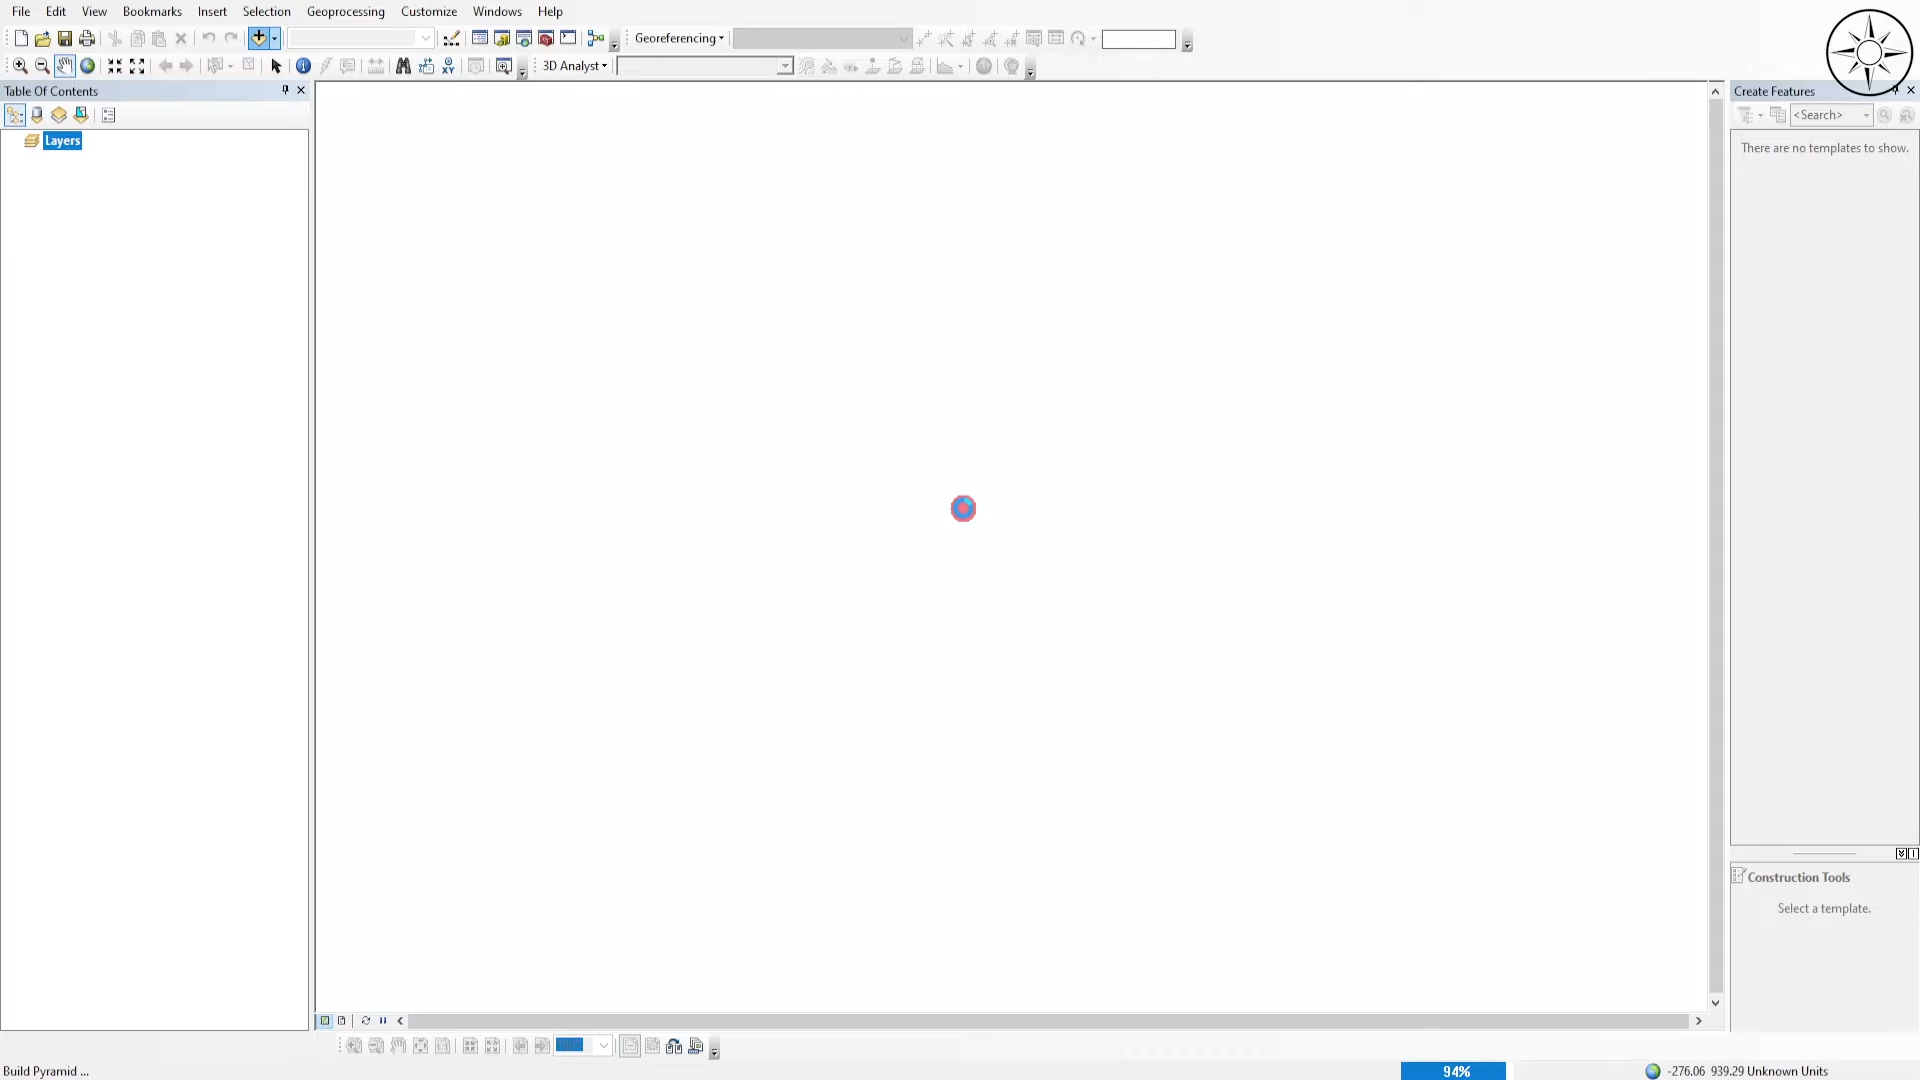 File Edit View Bookmarks Insert Selection Geoprocessing Customize Windows Help
Georeferencing
3D Analyst
Table Of Contents
Create Features
<Search>
Layers
There are no templates to show.
Construction Tools
Select a template.
Build Pyramid ...
94%
-276.06 939.29 Unknown Units